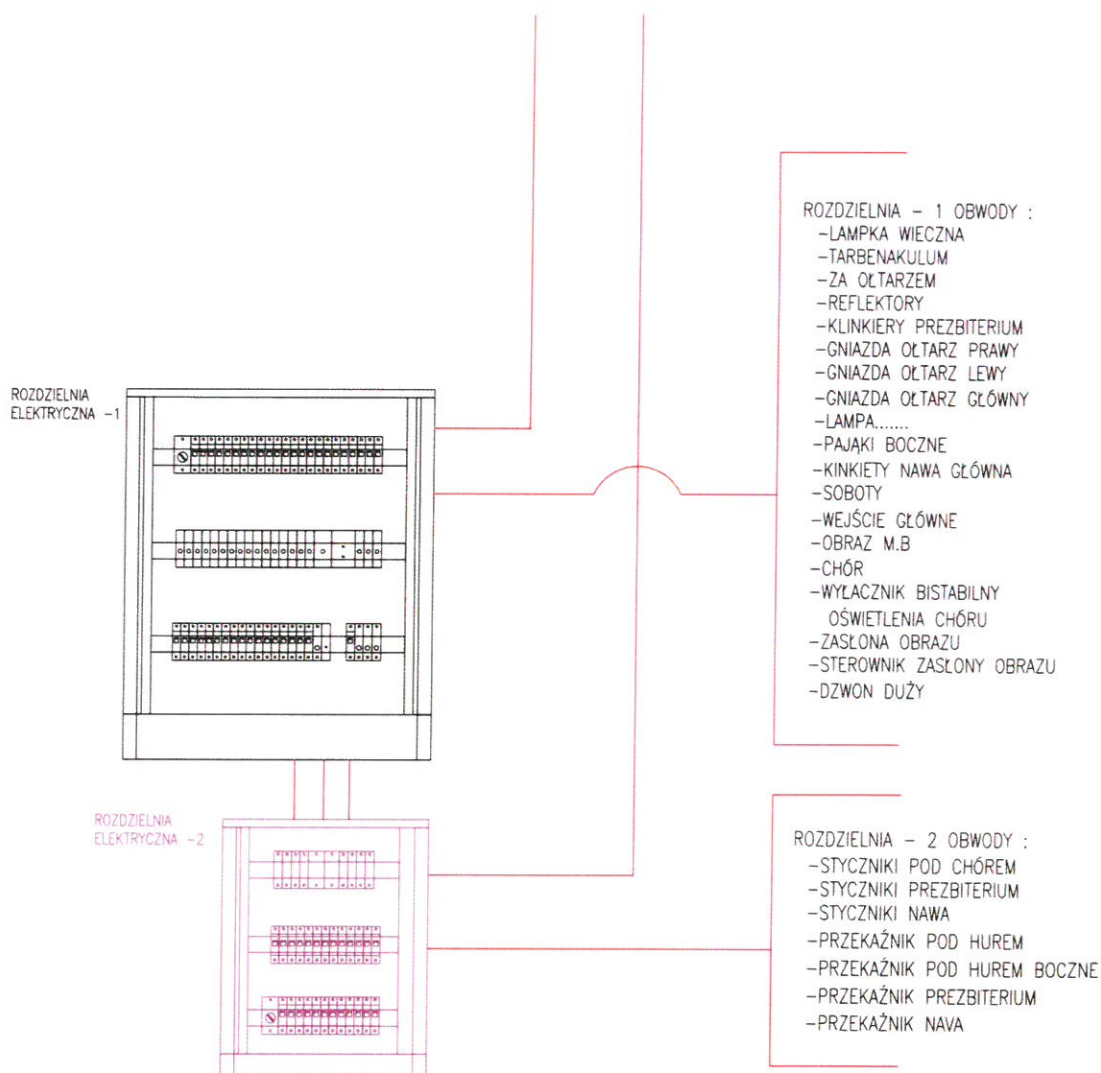 ROZDZIELNIA - 1 OBWODY :
-LAMPKA WIECZNA
-TARBENAKULUM
-ZA OŁTARZEM
-REFLEKTORY
-KLINKIERY PREZBITERIUM
-GNIAZDA OŁTARZ PRAWY
-GNIAZDA OŁTARZ LEWY
-GNIAZDA OŁTARZ GŁÓWNY
-LAMPA.......
-PAJĄKI BOCZNE
-KINKIETY NAWA GŁÓWNA
-SOBOTY
-WEJŚCIE GŁÓWNE
-OBRAZ M.B
-CHÓR
-WYŁACZNIK BISTABILNY
OŚWIETLENIA CHÓRU
-ZASŁONA OBRAZU
-STEROWNIK ZASŁONY OBRAZU
-DZWON DUŻY
ROZDZIELNIA
ELEKTRYCZNA -1
ROZDZIELNIA
ELEKTRYCZNA -2
ROZDZIELNIA - 2 OBWODY :
-STYCZNIKI POD CHÓREM
-STYCZNIKI PREZBITERIUM
-STYCZNIKI NAWA
-PRZEKAŹNIK POD HUREM
-PRZEKAŹNIK POD HUREM BOCZNE
-PRZEKAŹNIK PREZBITERIUM
-PRZEKAŹNIK NAVA